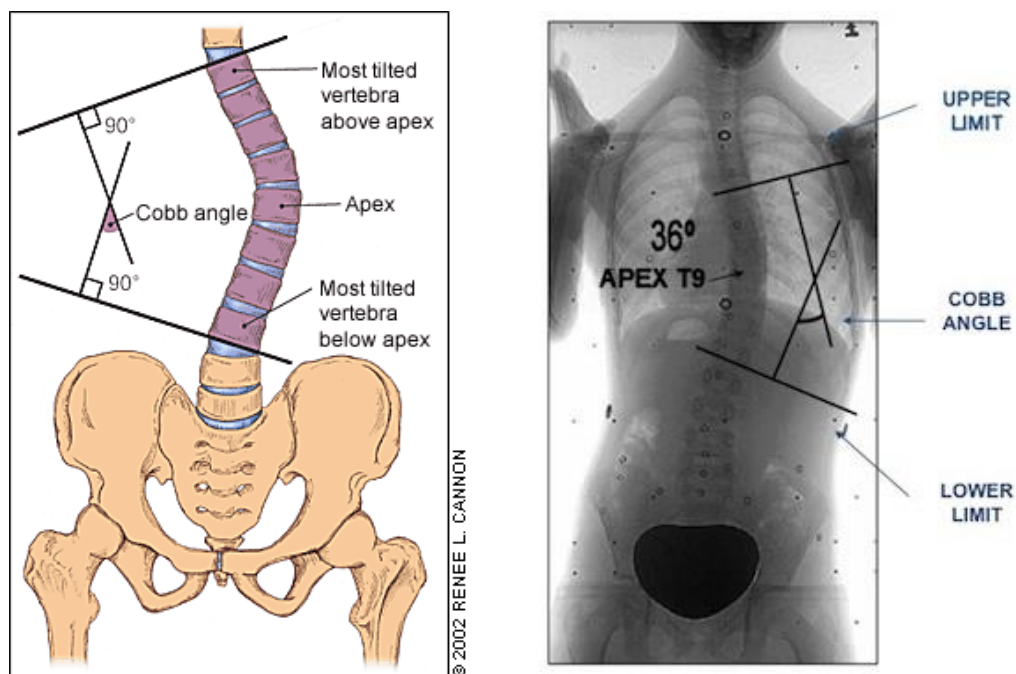 Most tilted
vertebra
above apex
90°
Cobb angle
Apex
90°
Most tilted
vertebra
below apex
© 2002 RENEE L. CANNON
UPPER
LIMIT
36º
APEX T9
COBB
ANGLE
LOWER
LIMIT